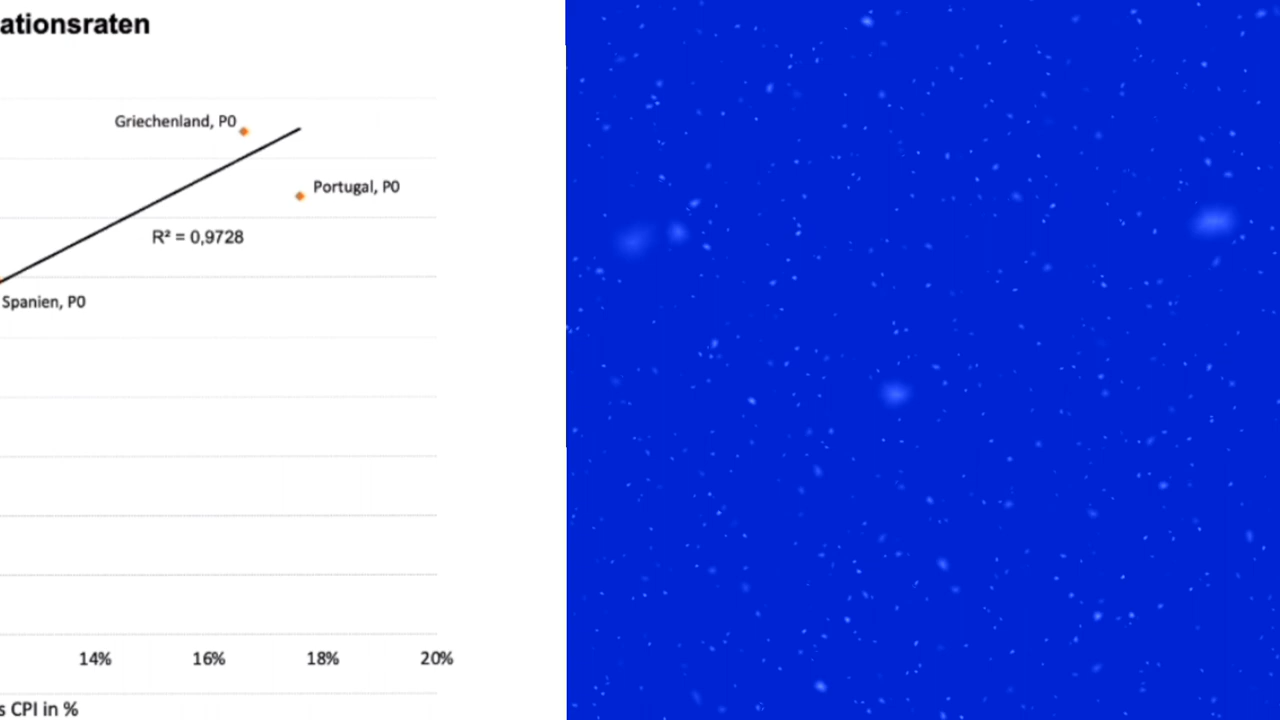 ationsraten
Griechenland, P0
Portugal, P0
R² = 0,9728
Spanien, P0
14% 16% 18% 20%
s CPI in %